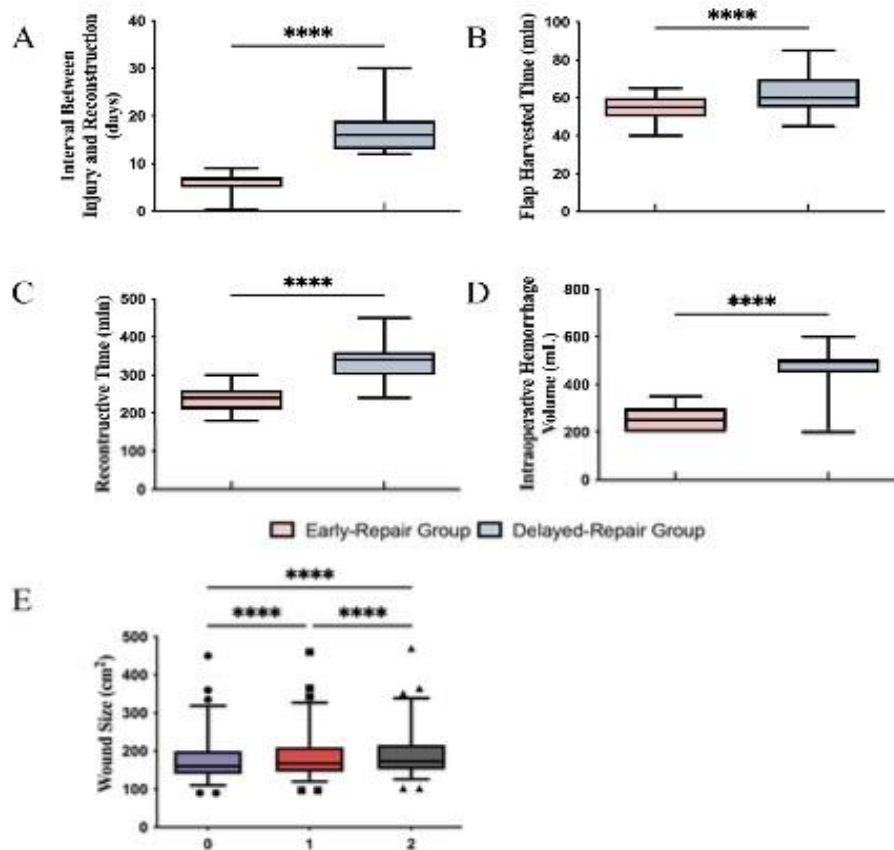 A
****
Interval Between
Injury and Reconstruction
(days)
40
30
20
10
0
B
****
Flap Harvested Time (min)
100
80
60
40
20
0
C
****
Reconstructive Time (min)
500
400
300
200
100
0
D
****
Intraoperative Hemorrhage
Volume (mL)
800
600
400
200
0
Early-Repair Group Delayed-Repair Group
E
****
**** ****
Wound Size (cm²)
500
400
300
200
100
0
0 1 2